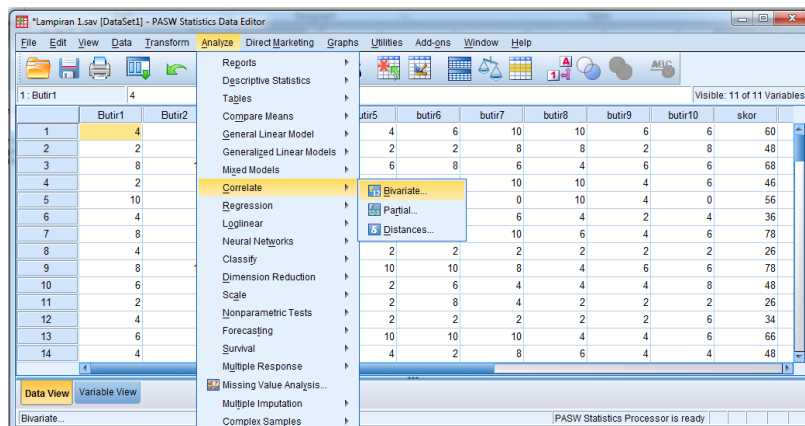 *Lampiran 1.sav [DataSet1] - PASW Statistics Data Editor
File Edit View Data Transform Analyze Direct Marketing Graphs Utilities Add-ons Window Help
1 : Butir1 4 Visible: 11 of 11 Variables
Butir1 Butir2 utir5 butir6 butir7 butir8 butir9 butir10 skor
1 4 4 6 10 10 6 6 60
2 2 2 2 8 8 2 8 48
3 8 1 6 8 6 4 6 6 68
4 2 10 10 4 6 46
5 10 0 10 4 0 56
6 4 6 4 2 4 36
7 8 10 6 4 6 78
8 4 2 2 2 2 2 2 26
9 8 1 10 10 8 4 6 6 78
10 6 2 6 4 4 4 8 48
11 2 2 8 4 2 2 2 26
12 4 2 2 2 2 2 6 34
13 6 10 10 10 4 4 6 66
14 4 4 2 8 6 4 4 48
Reports
Descriptive Statistics
Tables
Compare Means
General Linear Model
Generalized Linear Models
Mixed Models
Correlate
Regression
Loglinear
Neural Networks
Classify
Dimension Reduction
Scale
Nonparametric Tests
Forecasting
Survival
Multiple Response
Missing Value Analysis...
Multiple Imputation
Complex Samples
Bivariate...
Partial...
Distances...
Data View Variable View
Bivariate... PASW Statistics Processor is ready